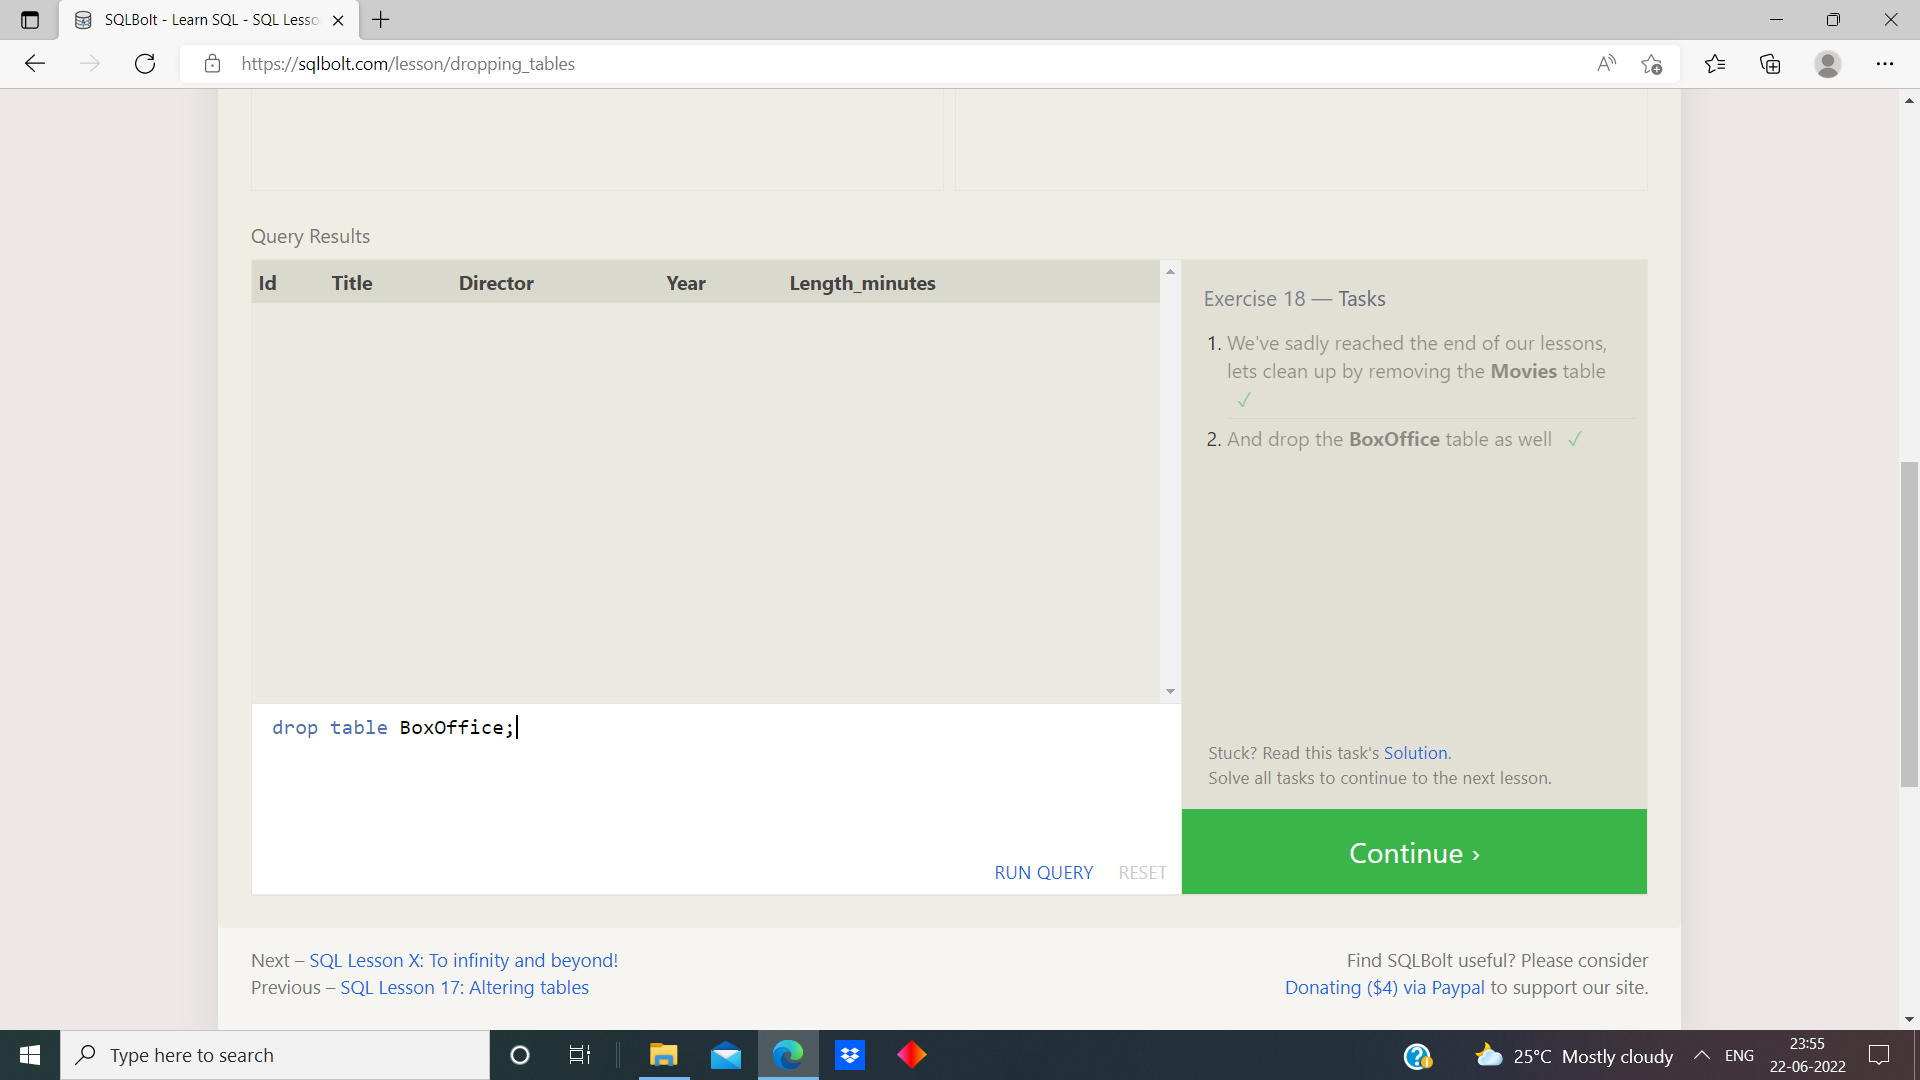 SQLBolt - Learn SQL - SQL Lesso
https://sqlbolt.com/lesson/dropping_tables
Query Results
Id Title Director Year Length_minutes
Exercise 18 — Tasks
1. We've sadly reached the end of our lessons,
lets clean up by removing the Movies table
✓
2. And drop the BoxOffice table as well ✓
drop table BoxOffice;
Stuck? Read this task's Solution.
Solve all tasks to continue to the next lesson.
RUN QUERY RESET
Continue ›
Next – SQL Lesson X: To infinity and beyond!
Previous – SQL Lesson 17: Altering tables
Find SQLBolt useful? Please consider
Donating ($4) via Paypal to support our site.
Type here to search
25°C Mostly cloudy
ENG
23:55
22-06-2022